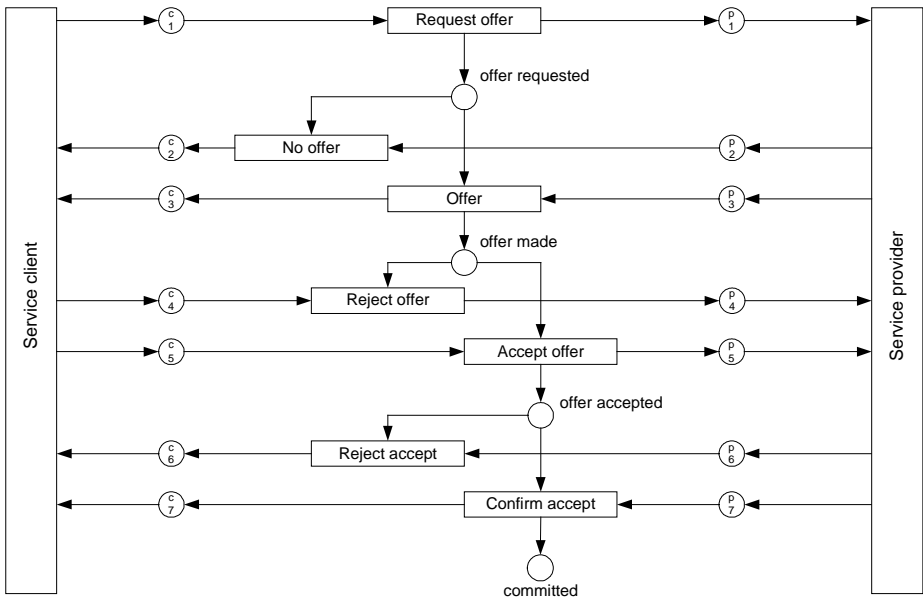 c
1
Request offer
p
1
offer requested
c
2
No offer
p
2
c
3
Offer
p
3
offer made
Service client
Service provider
c
4
Reject offer
p
4
c
5
Accept offer
p
5
offer accepted
c
6
Reject accept
p
6
c
7
Confirm accept
p
7
committed